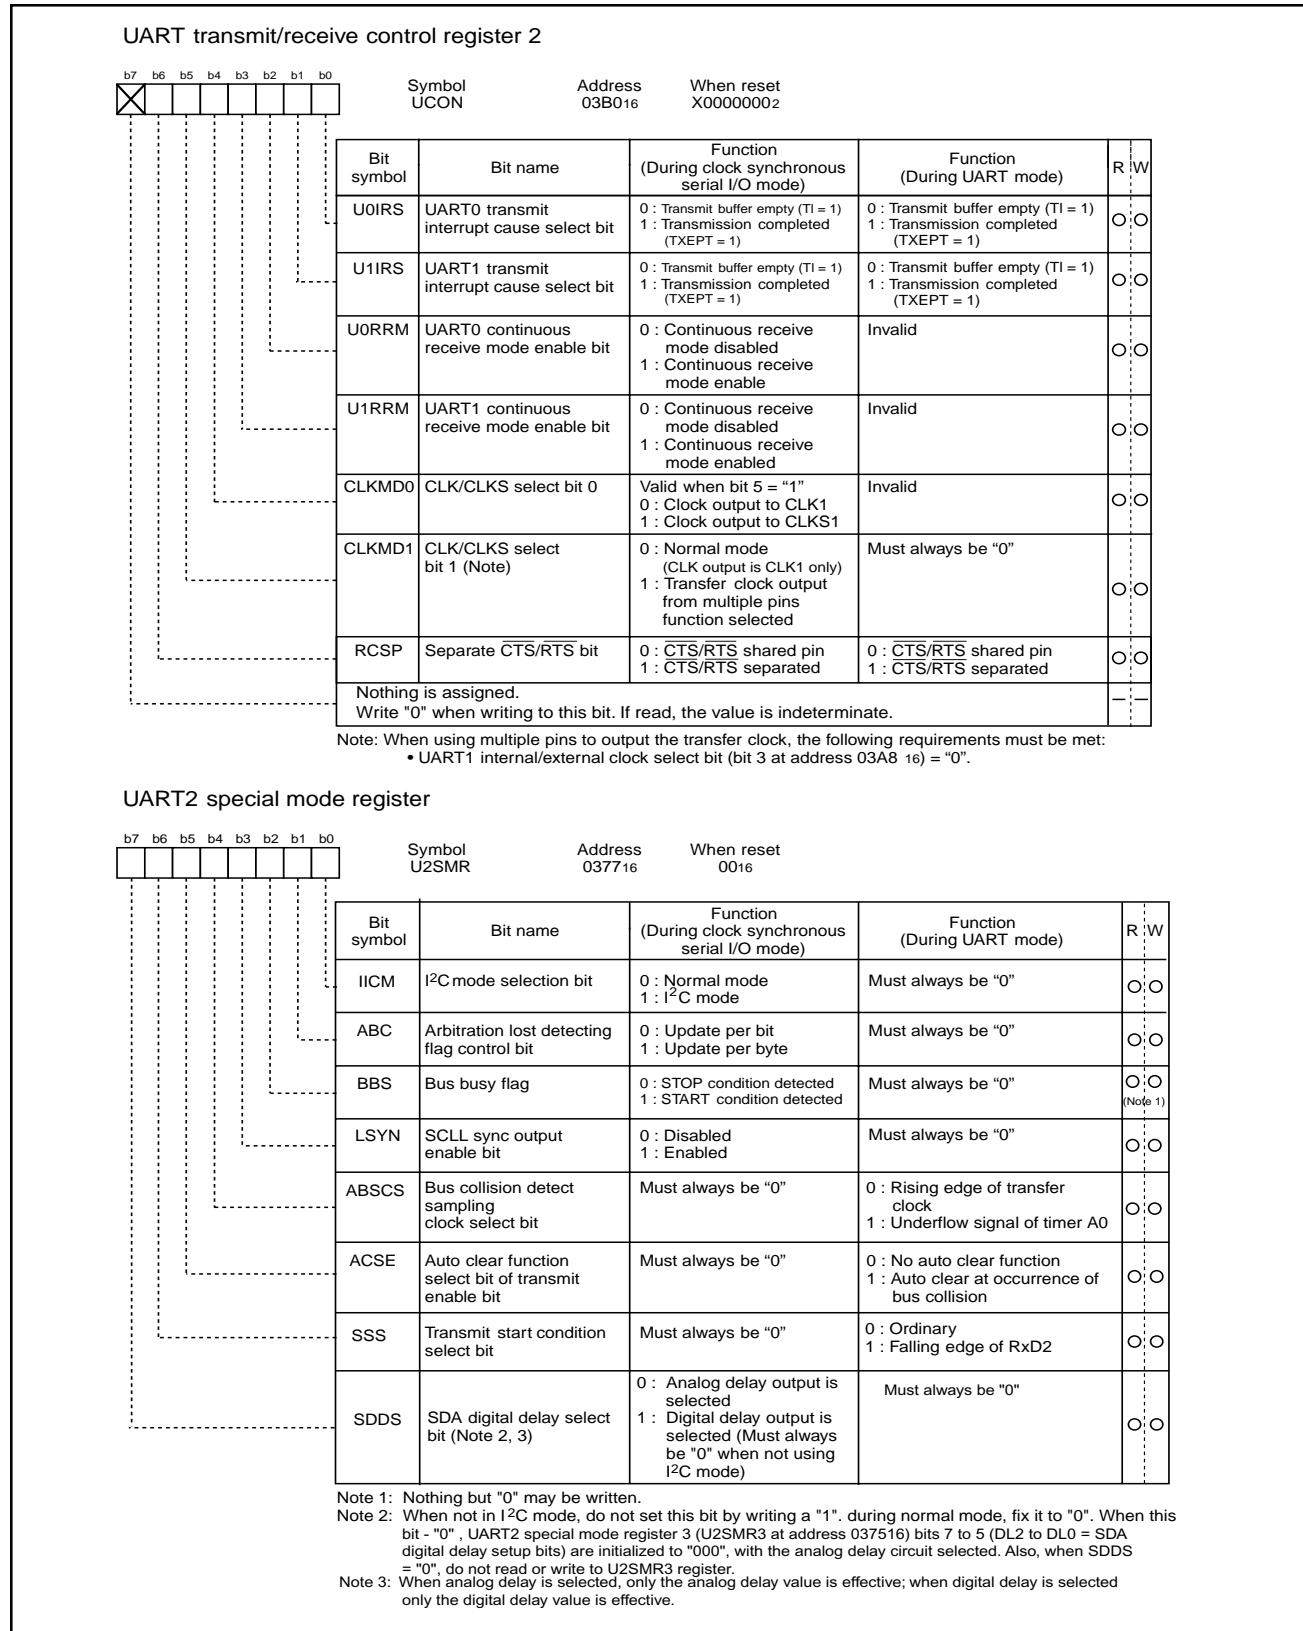 UART transmit/receive control register 2
b7 b6 b5 b4 b3 b2 b1 b0
Symbol Address When reset
UCON 03B016 X00000002
Bit symbol Bit name Function (During clock synchronous serial I/O mode) Function (During UART mode) R W
U0IRS UART0 transmit interrupt cause select bit
0 : Transmit buffer empty (TI = 1)
1 : Transmission completed
(TXEPT = 1)
0 : Transmit buffer empty (TI = 1)
1 : Transmission completed
(TXEPT = 1)
U1IRS UART1 transmit interrupt cause select bit
0 : Transmit buffer empty (TI = 1)
1 : Transmission completed
(TXEPT = 1)
0 : Transmit buffer empty (TI = 1)
1 : Transmission completed
(TXEPT = 1)
U0RRM UART0 continuous receive mode enable bit
0 : Continuous receive
mode disabled
1 : Continuous receive
mode enable
Invalid
U1RRM UART1 continuous receive mode enable bit
0 : Continuous receive
mode disabled
1 : Continuous receive
mode enabled
Invalid
CLKMD0 CLK/CLKS select bit 0
Valid when bit 5 = “1”
0 : Clock output to CLK1
1 : Clock output to CLKS1
Invalid
CLKMD1 CLK/CLKS select bit 1 (Note)
0 : Normal mode
(CLK output is CLK1 only)
1 : Transfer clock output
from multiple pins
function selected
Must always be “0”
RCSP Separate CTS/RTS bit
0 : CTS/RTS shared pin
1 : CTS/RTS separated
0 : CTS/RTS shared pin
1 : CTS/RTS separated
Nothing is assigned.
Write "0" when writing to this bit. If read, the value is indeterminate.
Note: When using multiple pins to output the transfer clock, the following requirements must be met:
• UART1 internal/external clock select bit (bit 3 at address 03A8 16) = “0”.
UART2 special mode register
b7 b6 b5 b4 b3 b2 b1 b0
Symbol Address When reset
U2SMR 037716 0016
Bit symbol Bit name Function (During clock synchronous serial I/O mode) Function (During UART mode) R W
IICM I2C mode selection bit
0 : Normal mode
1 : I2C mode
Must always be “0”
ABC Arbitration lost detecting flag control bit
0 : Update per bit
1 : Update per byte
Must always be “0”
BBS Bus busy flag
0 : STOP condition detected
1 : START condition detected
Must always be “0”
(Note 1)
LSYN SCLL sync output enable bit
0 : Disabled
1 : Enabled
Must always be “0”
ABSCS Bus collision detect sampling clock select bit
Must always be “0”
0 : Rising edge of transfer
clock
1 : Underflow signal of timer A0
ACSE Auto clear function select bit of transmit enable bit
Must always be “0”
0 : No auto clear function
1 : Auto clear at occurrence of
bus collision
SSS Transmit start condition select bit
Must always be “0”
0 : Ordinary
1 : Falling edge of RxD2
SDDS SDA digital delay select bit (Note 2, 3)
0 : Analog delay output is
selected
1 : Digital delay output is
selected (Must always
be "0" when not using
I2C mode)
Must always be "0"
Note 1: Nothing but "0" may be written.
Note 2: When not in I2C mode, do not set this bit by writing a "1". during normal mode, fix it to "0". When this
bit - "0" , UART2 special mode register 3 (U2SMR3 at address 037516) bits 7 to 5 (DL2 to DL0 = SDA
digital delay setup bits) are initialized to "000", with the analog delay circuit selected. Also, when SDDS
= "0", do not read or write to U2SMR3 register.
Note 3: When analog delay is selected, only the analog delay value is effective; when digital delay is selected
only the digital delay value is effective.